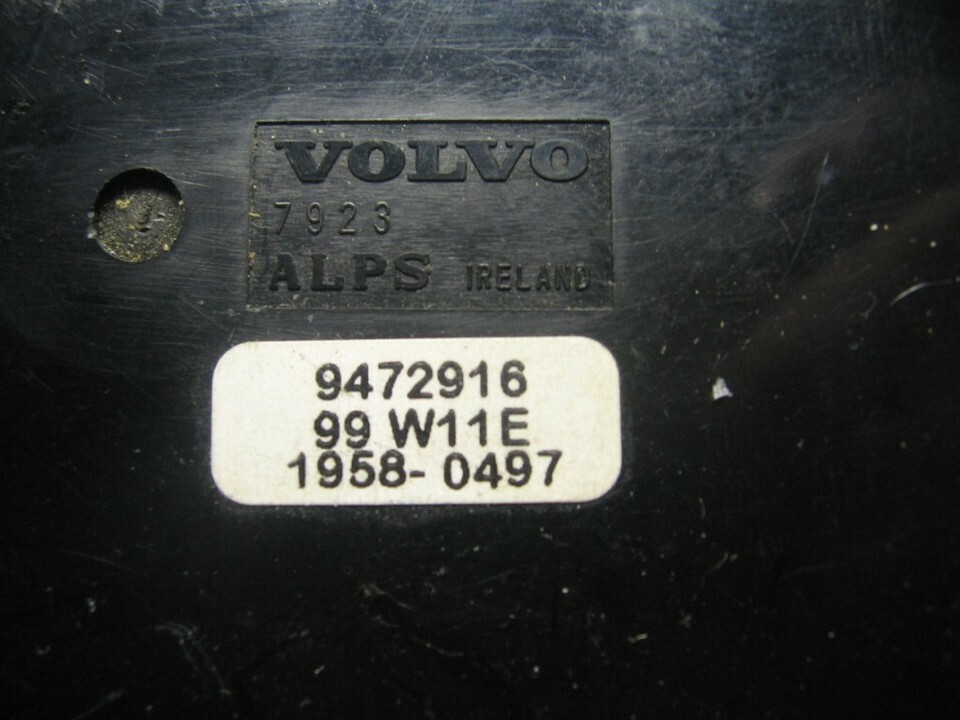 VOLVO
7923
ALPS IRELAND
9472916
99 W11E
1958- 0497